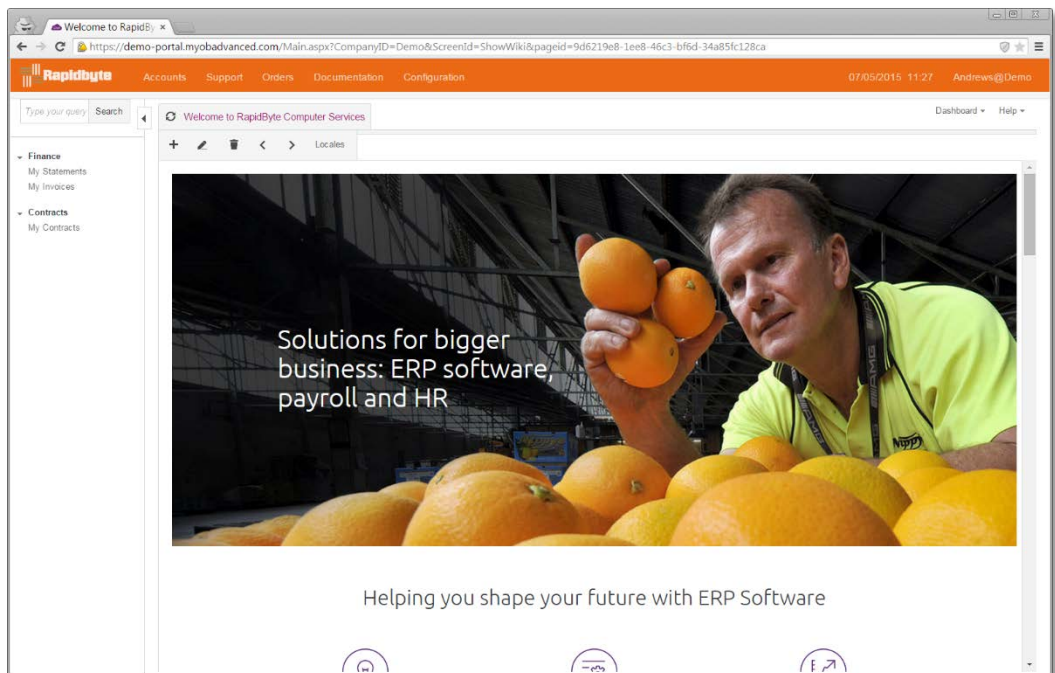 Welcome to RapidBy
https://demo-portal.myobadvanced.com/Main.aspx?CompanyID=Demo&ScreenId=ShowWiki&pageid=9d6219e8-1ee8-46c3-bf6d-34a85fc128ca
Rapidbyte Accounts Support Orders Documentation Configuration 07/05/2015 11:27 Andrews@Demo
Type your query Search
Welcome to RapidByte Computer Services
Dashboard Help
Locales
Finance
My Statements
My Invoices
Contracts
My Contracts
Solutions for bigger
business: ERP software,
payroll and HR
AMG
AMG
Nippy
Helping you shape your future with ERP Software